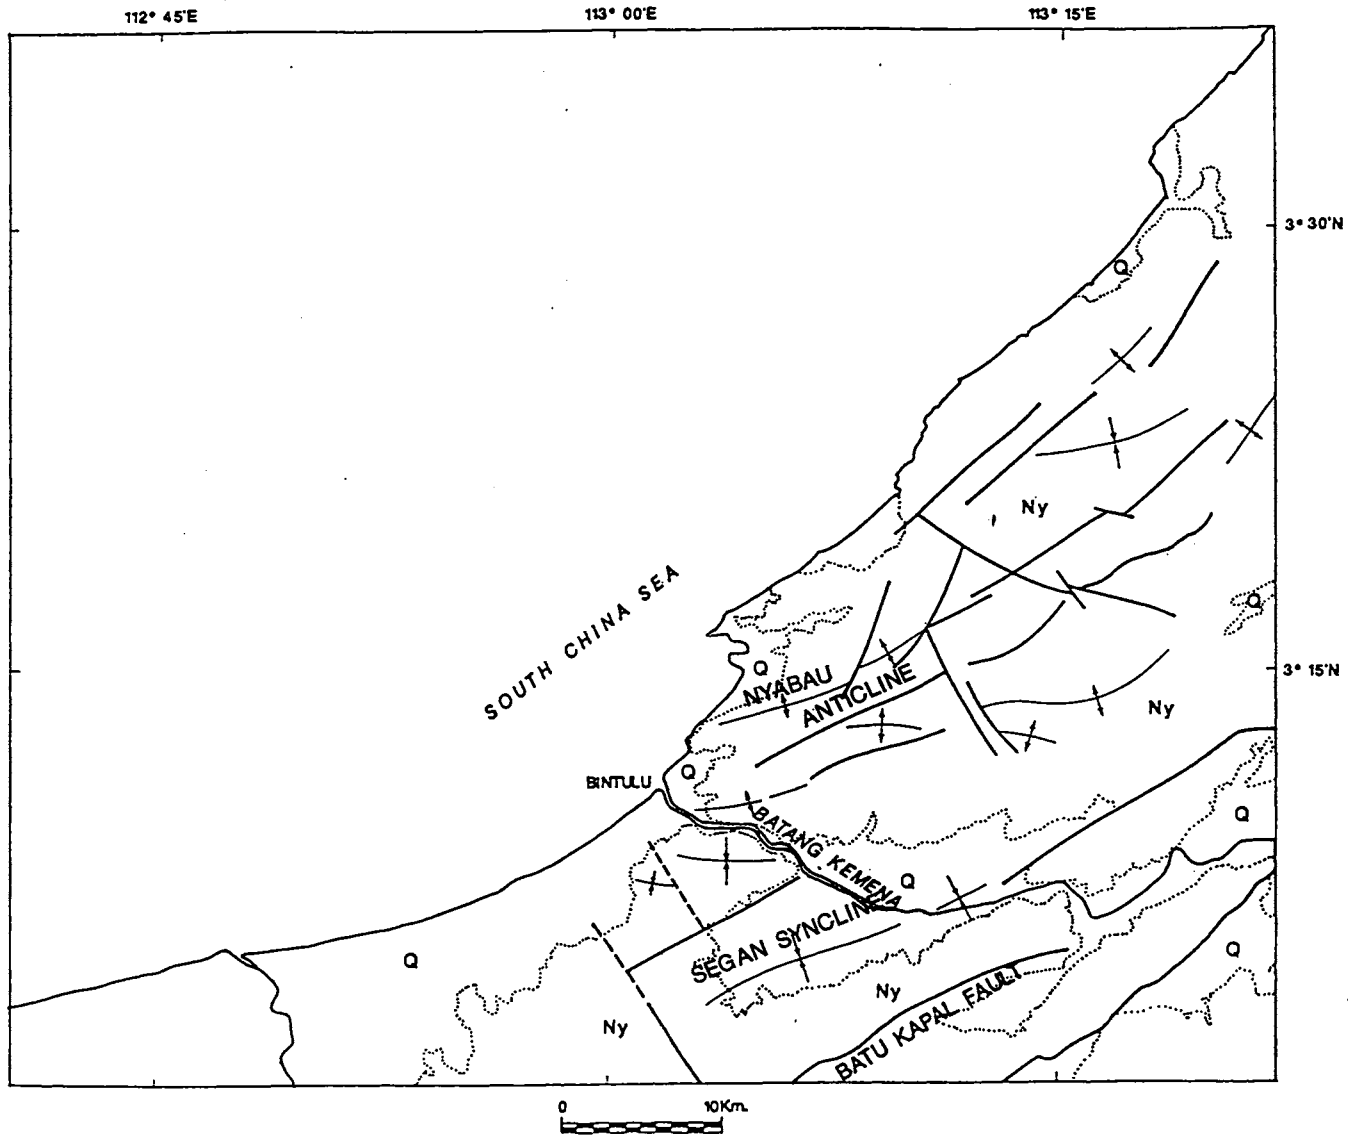 112° 45'E
113° 00'E
113° 15'E
3° 30'N
Q
Ny
SOUTH CHINA SEA
Q
Q
3° 15'N
NYABAU
ANTICLINE
Ny
BINTULU
Q
BATANG KEMENA
Q
Q
SEGAN SYNCLINE
Q
Q
Ny
Ny
BATU KAPAL FAULT
0
10Km.